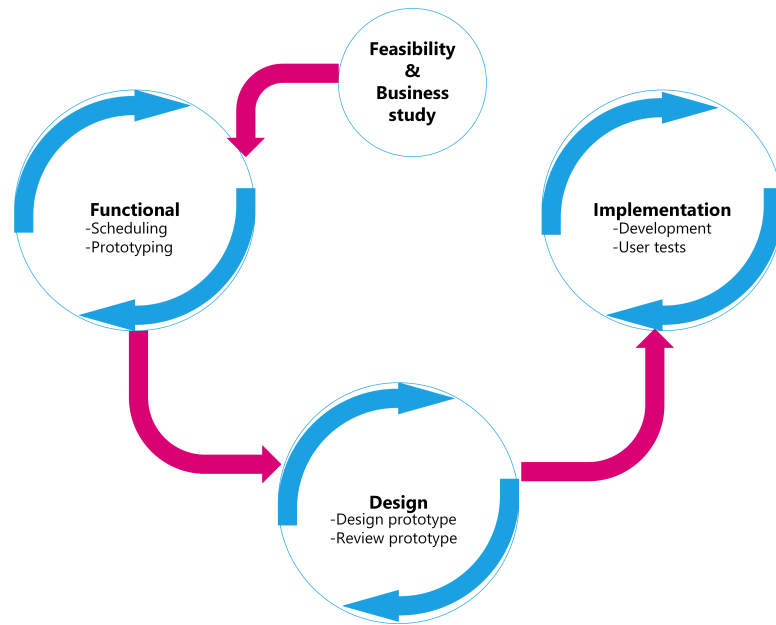 Feasibility
&
Business
study
Functional
-Scheduling
-Prototyping
Implementation
-Development
-User tests
Design
-Design prototype
-Review prototype